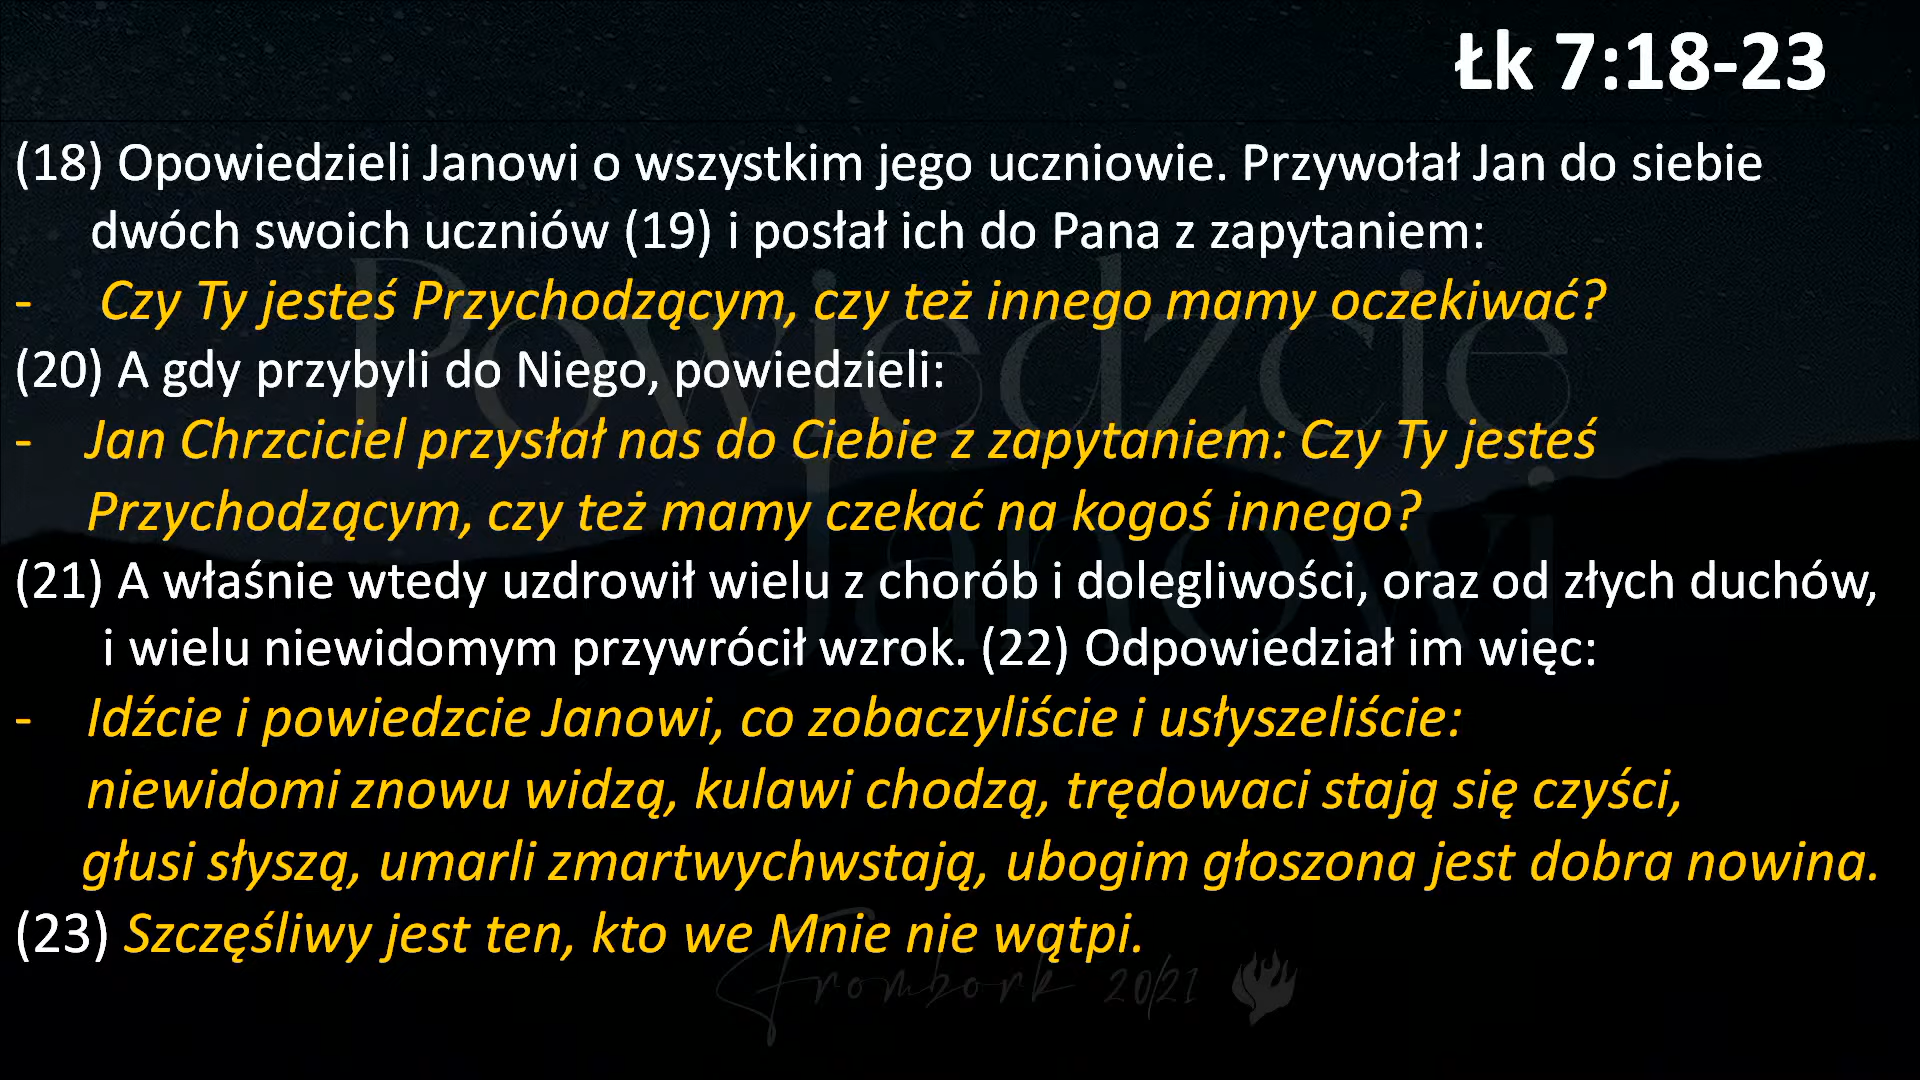 Łk 7:18-23
(18) Opowiedzieli Janowi o wszystkim jego uczniowie. Przywołał Jan do siebie
dwóch swoich uczniów (19) i posłał ich do Pana z zapytaniem:
- Czy Ty jesteś Przychodzącym, czy też innego mamy oczekiwać?
(20) A gdy przybyli do Niego, powiedzieli:
- Jan Chrzciciel przysłał nas do Ciebie z zapytaniem: Czy Ty jesteś
Przychodzącym, czy też mamy czekać na kogoś innego?
(21) A właśnie wtedy uzdrowił wielu z chorób i dolegliwości, oraz od złych duchów,
i wielu niewidomym przywrócił wzrok. (22) Odpowiedział im więc:
- Idźcie i powiedzcie Janowi, co zobaczyliście i usłyszeliście:
niewidomi znowu widzą, kulawi chodzą, trędowaci stają się czyści,
głusi słyszą, umarli zmartwychwstają, ubogim głoszona jest dobra nowina.
(23) Szczęśliwy jest ten, kto we Mnie nie wątpi.
Powiedzcie
Janowi
Frombork 20/21